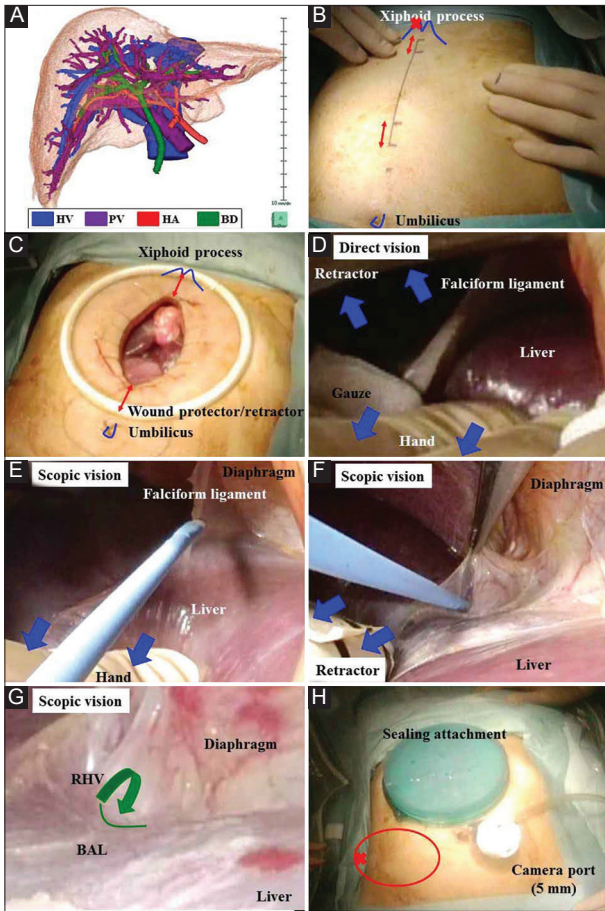 A
HV PV HA BD
B
Xiphoid process
Umbilicus
C
Xiphoid process
Wound protector/retractor
Umbilicus
D
Direct vision
Retractor
Falciform ligament
Liver
Gauze
Hand
E
Scopic vision
Diaphragm
Falciform ligament
Liver
Hand
F
Scopic vision
Diaphragm
Retractor
Liver
G
Scopic vision
Diaphragm
RHV
BAL
Liver
H
Sealing attachment
Camera port
(5 mm)